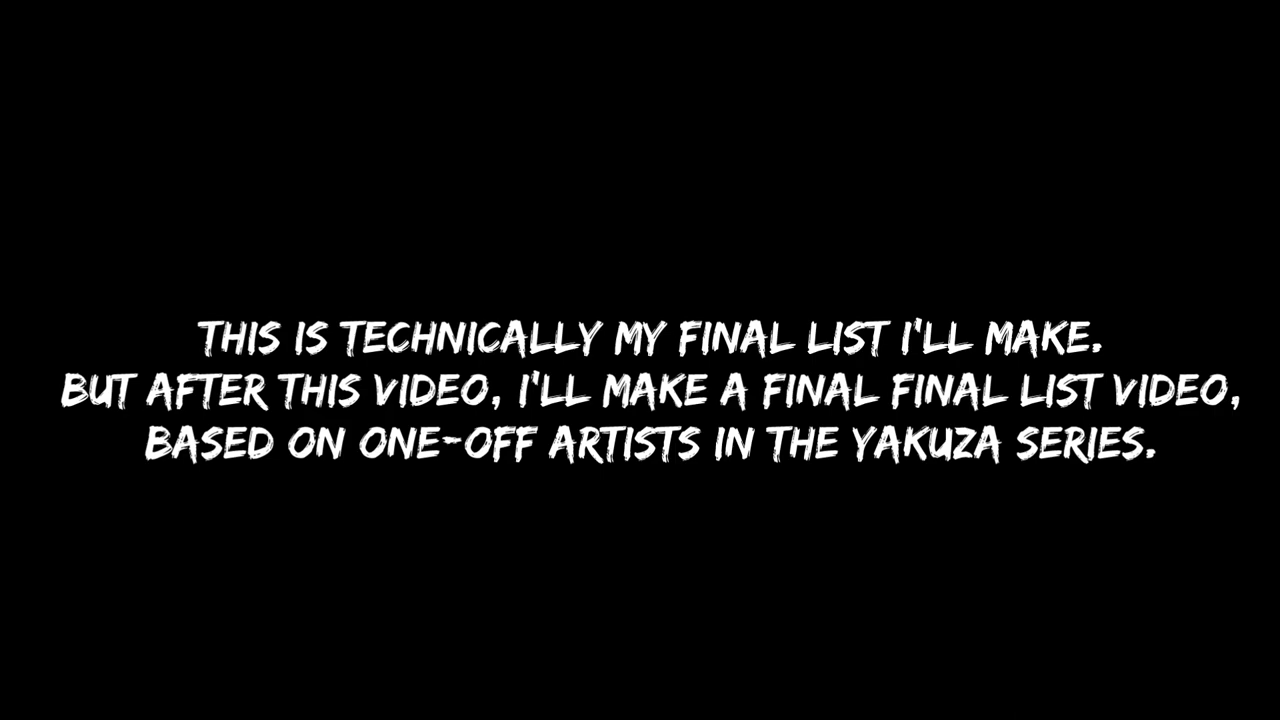 THIS IS TECHNICALLY MY FINAL LIST I'LL MAKE.
BUT AFTER THIS VIDEO, I'LL MAKE A FINAL FINAL LIST VIDEO,
BASED ON ONE-OFF ARTISTS IN THE YAKUZA SERIES.